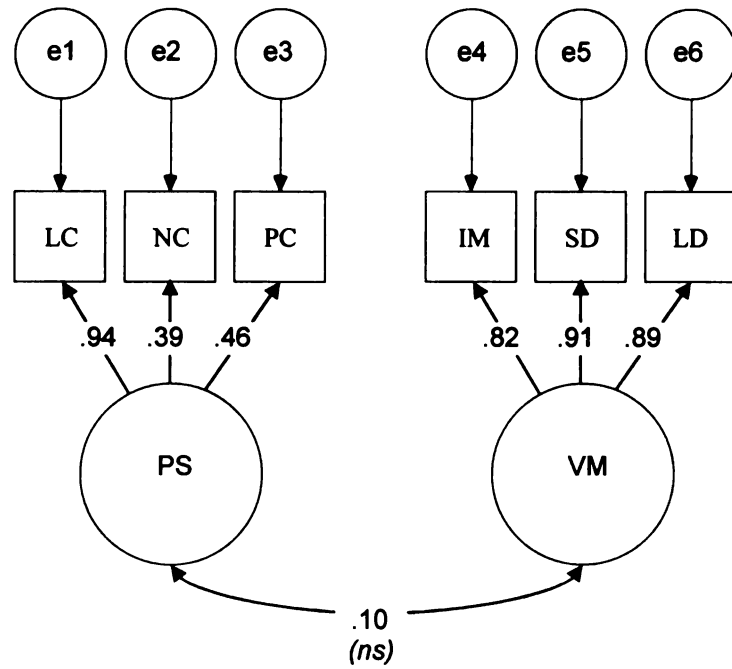 e1 e2 e3 e4 e5 e6
LC NC PC IM SD LD
.94 .39 .46 .82 .91 .89
PS VM
.10
(ns)